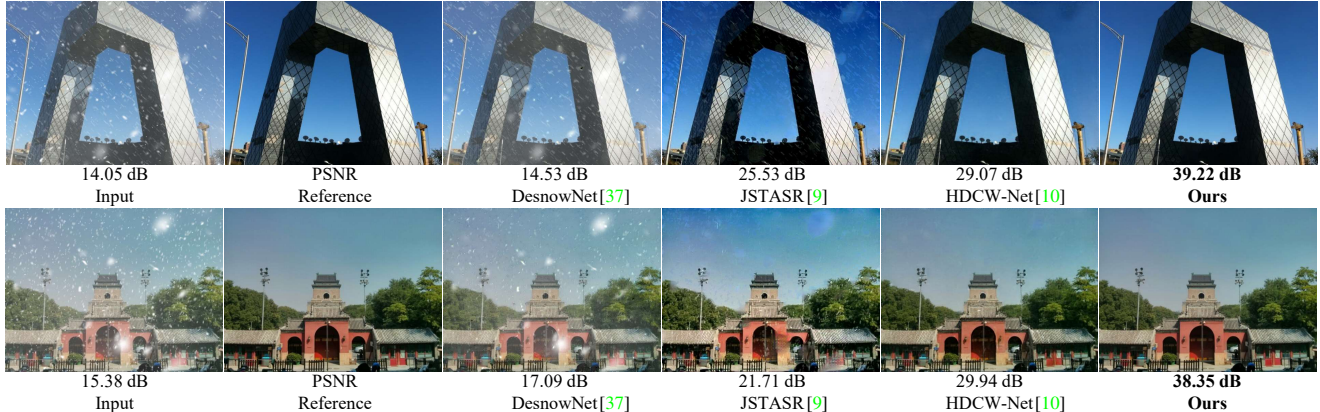 14.05 dB PSNR 14.53 dB 25.53 dB 29.07 dB 39.22 dB
Input Reference DesnowNet[37] JSTASR[9] HDCW-Net[10] Ours
15.38 dB PSNR 17.09 dB 21.71 dB 29.94 dB 38.35 dB
Input Reference DesnowNet[37] JSTASR[9] HDCW-Net[10] Ours